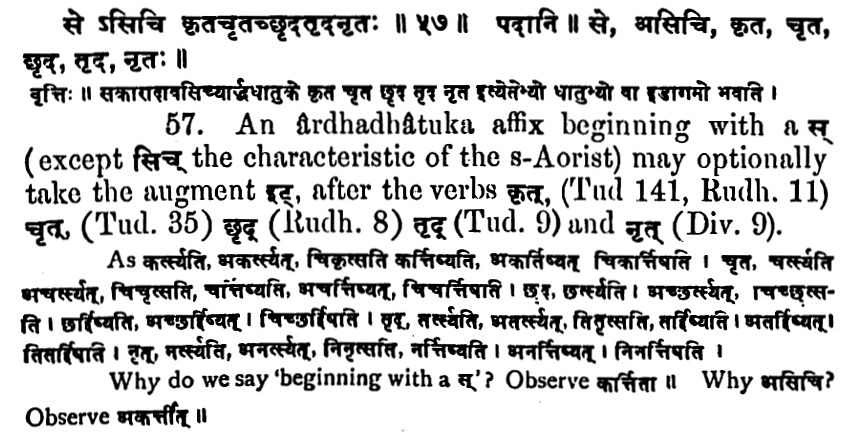 से ऽसिचि कृतचृतच्छृदतृदनृतः ॥ ५७ ॥ पदानि ॥ से, असिचि, कृत, चृत,
छृद, तृद, नृतः ॥
वृत्तिः ॥ सकारादावसिच्यार्द्धधातुके कृत चृत छृद तृद नृत इत्येतेभ्यो धातुभ्यो वा इडागमो भवति ।
57. An ârdhadhâtuka affix beginning with a स्
(except सिच् the characteristic of the s-Aorist) may optionally
take the augment इट्, after the verbs कृत्, (Tud 141, Rudh. 11)
चृत्, (Tud. 35) छृद् (Rudh. 8) तृद् (Tud. 9) and नृत् (Div. 9).
As कर्त्स्यति, अकर्त्स्यत्, चिकृत्सति कर्त्तिष्यति, अकर्तिष्यत् चिकर्त्तिषति । चृत, चर्त्स्यति
अचर्त्स्यत्, चिचृत्सति, चर्त्तिष्यति, अचर्त्तिष्यत्, चिचर्त्तिषति । छृद, छर्त्स्यति । अच्छर्त्स्यत्, चिच्छृत्स-
ति । छर्द्दिष्यति, अच्छर्द्दिष्यत् । चिच्छर्द्दिषति । तृद्, तर्त्स्यति, अतर्त्स्यत्, तितृत्सति, तर्द्दिष्यति । अतर्द्दिष्यत् ।
तितर्द्दिषति । नृत्, नर्त्स्यति, अनर्त्स्यत्, निनृत्सति, नर्त्तिष्यति । अनर्त्तिष्यत् । निनर्त्तिषति ।
Why do we say 'beginning with a स्'? Observe कर्त्तिता ॥ Why असिचि?
Observe अकर्त्तीत् ॥